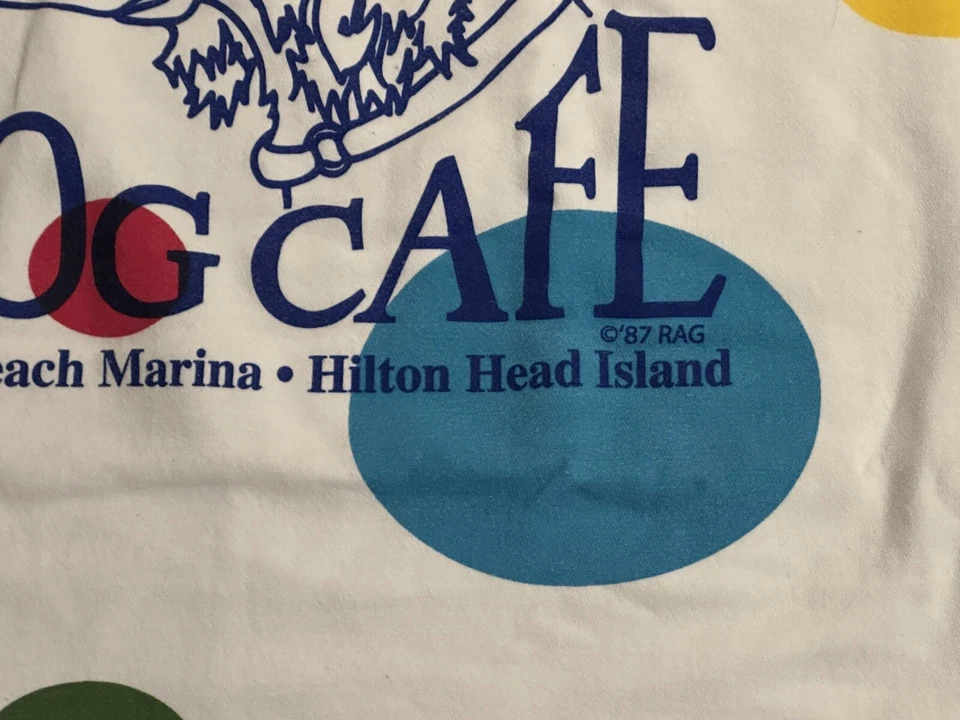 OG CAFE
©'87 RAG
each Marina • Hilton Head Island